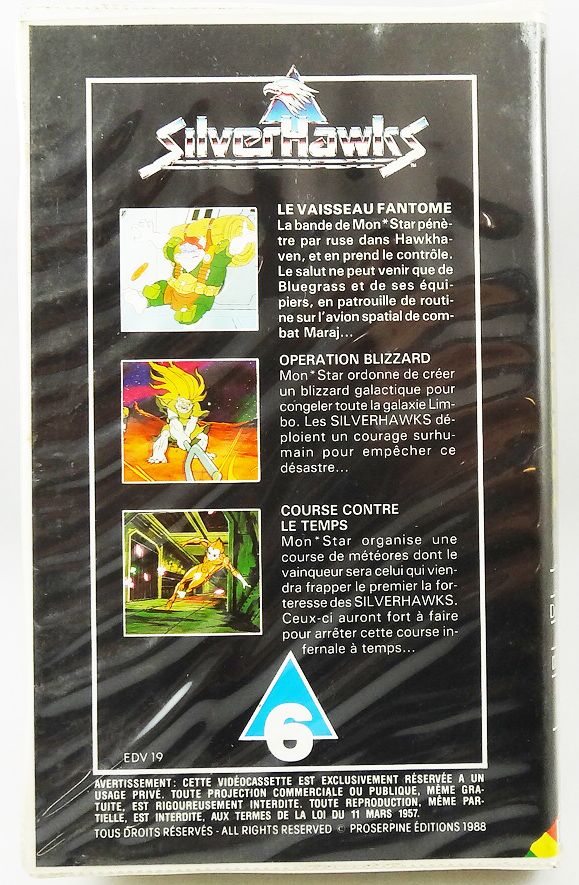 SilverHawks
TM
LE VAISSEAU FANTOME
La bande de Mon*Star pénè-
tre par ruse dans Hawkha-
ven, et en prend le contrôle.
Le salut ne peut venir que de
Bluegrass et de ses équi-
piers, en patrouille de routi-
ne sur l'avion spatial de com-
bat Maraj...
OPERATION BLIZZARD
Mon*Star ordonne de créer
un blizzard galactique pour
congeler toute la galaxie Lim-
bo. Les SILVERHAWKS dé-
ploient un courage surhu-
main pour empêcher ce
désastre...
COURSE CONTRE
LE TEMPS
Mon*Star organise une
course de météores dont le
vainqueur sera celui qui vien-
dra frapper le premier la for-
teresse des SILVERHAWKS.
Ceux-ci auront fort à faire
pour arrêter cette course in-
fernale à temps...
6
EDV 19
AVERTISSEMENT: CETTE VIDÉOCASSETTE EST EXCLUSIVEMENT RÉSERVÉE A UN
USAGE PRIVÉ. TOUTE PROJECTION COMMERCIALE OU PUBLIQUE, MÊME GRA-
TUITE, EST RIGOUREUSEMENT INTERDITE. TOUTE REPRODUCTION, MÊME PAR-
TIELLE, EST INTERDITE, AUX TERMES DE LA LOI DU 11 MARS 1957.
TOUS DROITS RÉSERVÉS - ALL RIGHTS RESERVED © PROSERPINE ÉDITIONS 1988